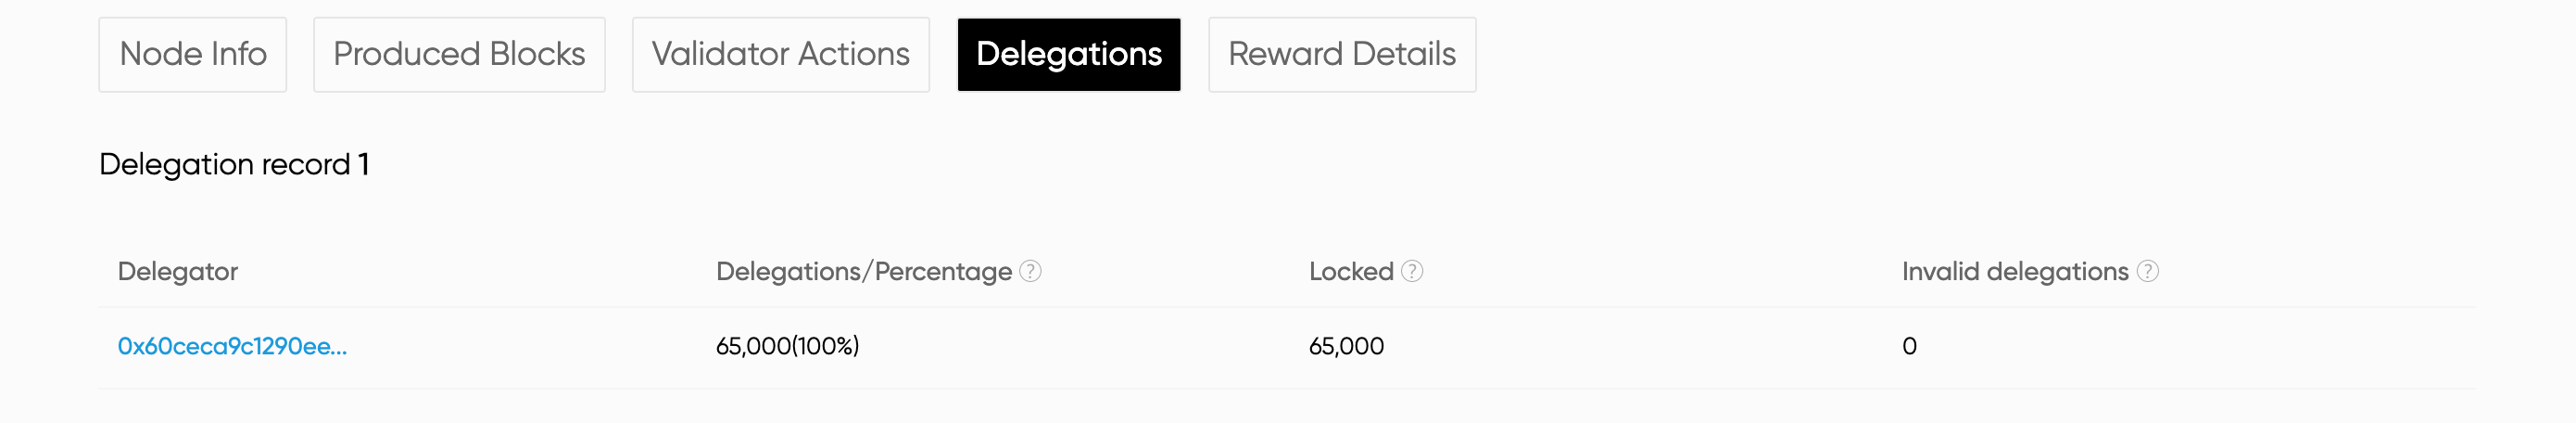 Node Info Produced Blocks Validator Actions Delegations Reward Details
Delegation record 1
Delegator Delegations/Percentage ? Locked ? Invalid delegations ?
0x60ceca9c1290ee... 65,000(100%) 65,000 0